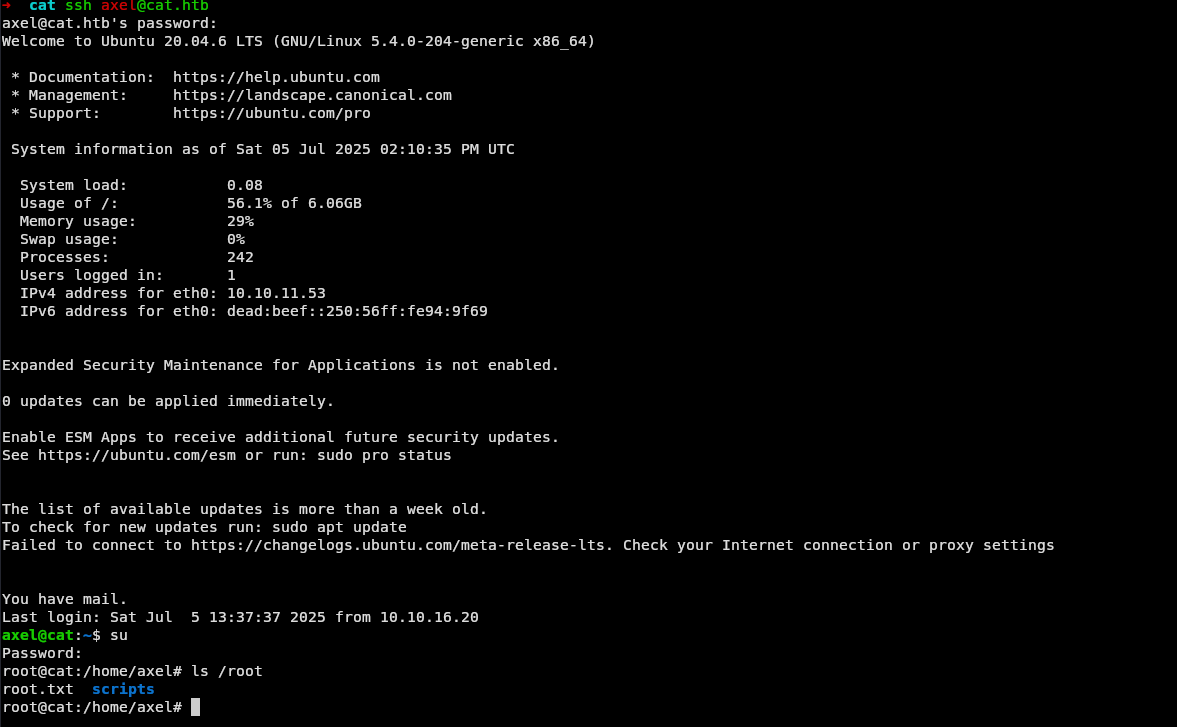 →  cat ssh axel@cat.htb
axel@cat.htb's password:
Welcome to Ubuntu 20.04.6 LTS (GNU/Linux 5.4.0-204-generic x86_64)

 * Documentation:  https://help.ubuntu.com
 * Management:     https://landscape.canonical.com
 * Support:        https://ubuntu.com/pro

 System information as of Sat 05 Jul 2025 02:10:35 PM UTC

  System load:           0.08
  Usage of /:            56.1% of 6.06GB
  Memory usage:          29%
  Swap usage:            0%
  Processes:             242
  Users logged in:       1
  IPv4 address for eth0: 10.10.11.53
  IPv6 address for eth0: dead:beef::250:56ff:fe94:9f69


Expanded Security Maintenance for Applications is not enabled.

0 updates can be applied immediately.

Enable ESM Apps to receive additional future security updates.
See https://ubuntu.com/esm or run: sudo pro status


The list of available updates is more than a week old.
To check for new updates run: sudo apt update
Failed to connect to https://changelogs.ubuntu.com/meta-release-lts. Check your Internet connection or proxy settings


You have mail.
Last login: Sat Jul  5 13:37:37 2025 from 10.10.16.20
axel@cat:~$ su
Password:
root@cat:/home/axel# ls /root
root.txt  scripts
root@cat:/home/axel#